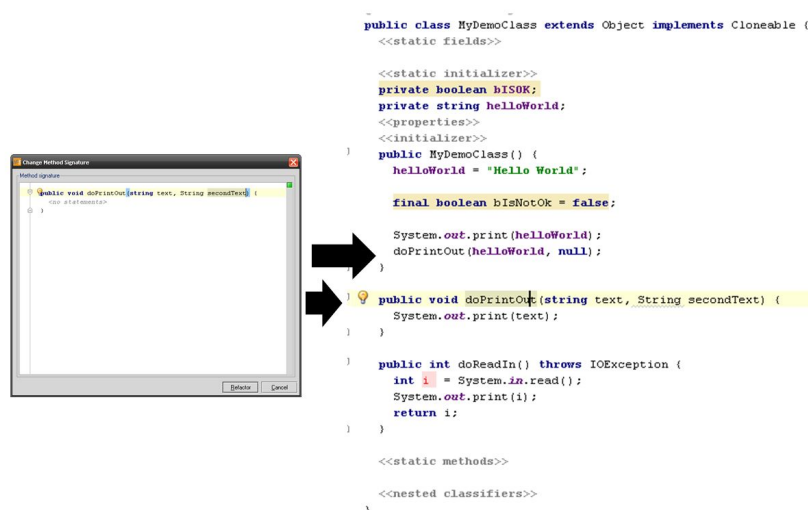 Change Method Signature
Method signature
public void doPrintOut(string text, String secondText) {
<no statements>
}
Refactor Cancel
public class MyDemoClass extends Object implements Cloneable {
<<static fields>>
<<static initializer>>
private boolean bISOK;
private string helloWorld;
<<properties>>
<<initializer>>
public MyDemoClass() {
helloWorld = "Hello World";
final boolean bIsNotOk = false;
System.out.print(helloWorld);
doPrintOut(helloWorld, null);
}
public void doPrintOut(string text, String secondText) {
System.out.print(text);
}
public int doReadIn() throws IOException {
int i = System.in.read();
System.out.print(i);
return i;
}
<<static methods>>
<<nested classifiers>>
}